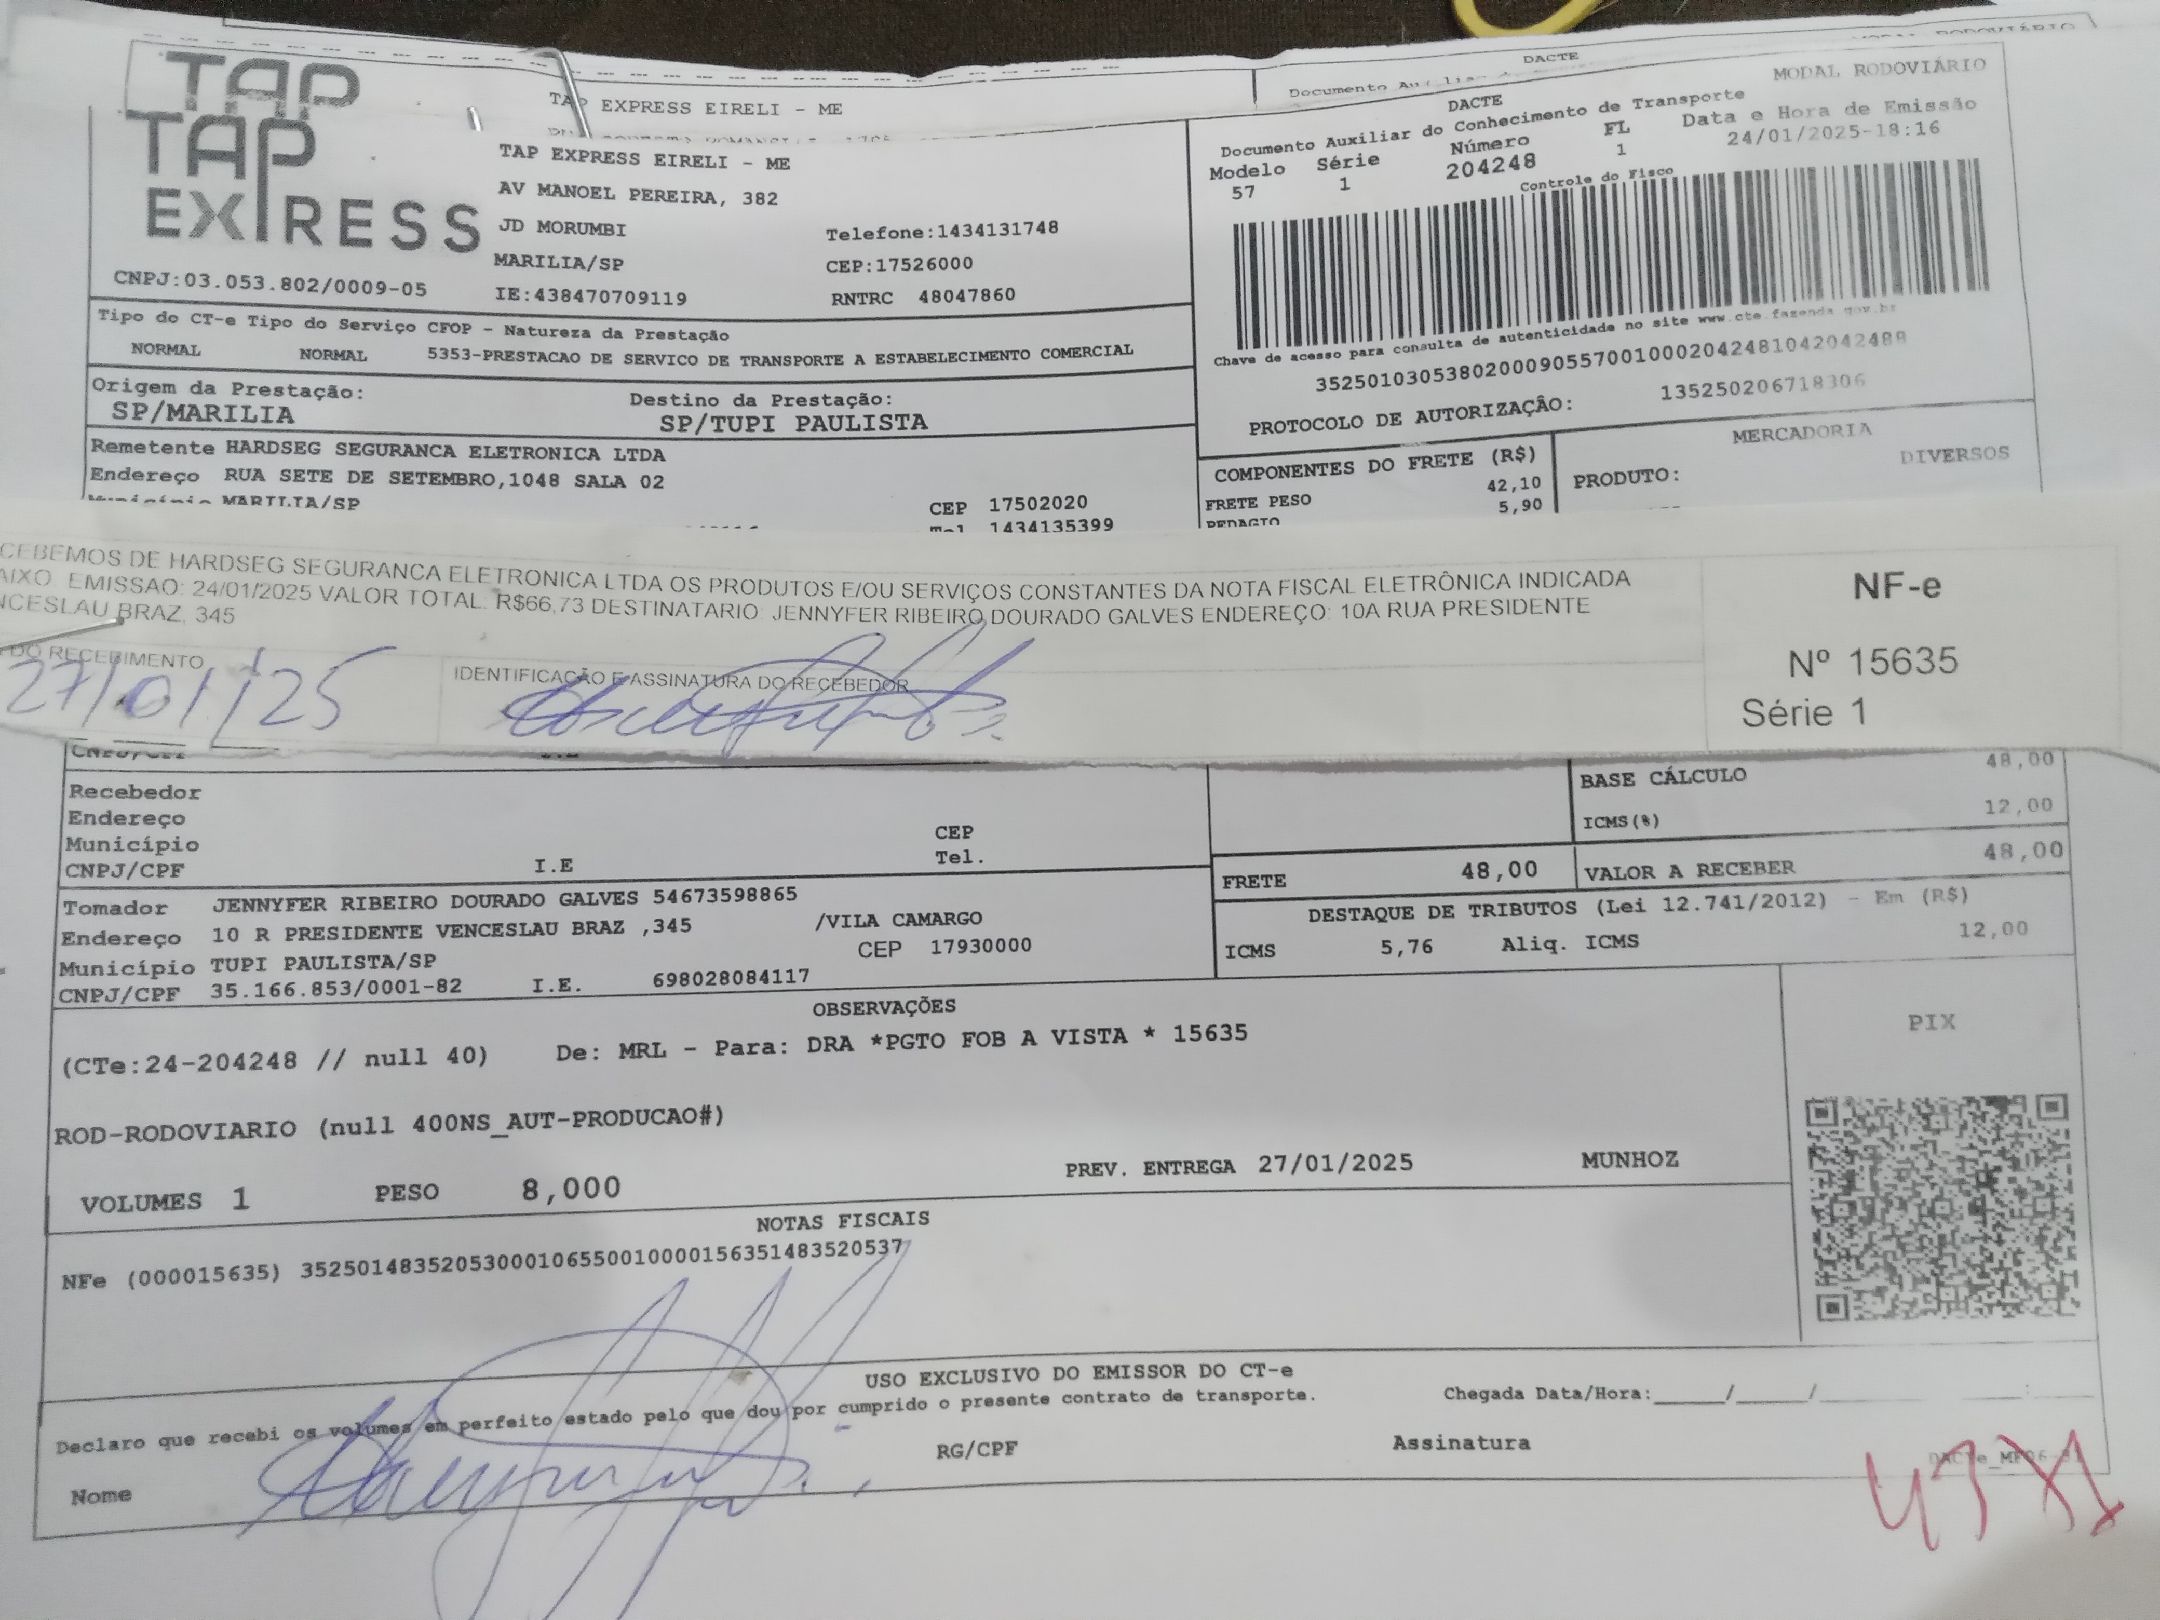 TAP
TAP
EXPRESS
CNPJ:03.053.802/0009-05
TAP EXPRESS EIRELI - ME
TAP EXPRESS EIRELI - ME
AV MANOEL PEREIRA, 382
JD MORUMBI
Telefone:1434131748
MARILIA/SP
CEP:17526000
IE:438470709119
RNTRC 48047860
DACTE
MODAL RODOVIÁRIO
DACTE
Documento Auxiliar do Conhecimento de Transporte
Modelo Série Número FL Data e Hora de Emissão
57 1 204248 1 24/01/2025-18:16
Controle do Fisco
Chave de acesso para consulta de autenticidade no site www.cte.fazenda.gov.br
35250103053802000905570010002042481042042488
PROTOCOLO DE AUTORIZAÇÃO: 135250206718306
Tipo do CT-e Tipo do Serviço CFOP - Natureza da Prestação
NORMAL NORMAL 5353-PRESTACAO DE SERVICO DE TRANSPORTE A ESTABELECIMENTO COMERCIAL
Origem da Prestação:
SP/MARILIA
Destino da Prestação:
SP/TUPI PAULISTA
Remetente HARDSEG SEGURANCA ELETRONICA LTDA
Endereço RUA SETE DE SETEMBRO,1048 SALA 02
Município MARILIA/SP
CEP 17502020
Tel 1434135399
COMPONENTES DO FRETE (R$)
FRETE PESO 42,10
PEDAGIO 5,90
MERCADORIA
PRODUTO: DIVERSOS
CEBEMOS DE HARDSEG SEGURANCA ELETRONICA LTDA OS PRODUTOS E/OU SERVIÇOS CONSTANTES DA NOTA FISCAL ELETRÔNICA INDICADA
AIXO. EMISSAO: 24/01/2025 VALOR TOTAL: R$66,73 DESTINATARIO: JENNYFER RIBEIRO DOURADO GALVES ENDEREÇO: 10A RUA PRESIDENTE
NCESLAU BRAZ, 345
DO RECEBIMENTO
27/01/25
IDENTIFICAÇÃO E ASSINATURA DO RECEBEDOR
NF-e
Nº 15635
Série 1
CNPJ/CPF
Recebedor
Endereço
Município CEP
CNPJ/CPF I.E Tel.
BASE CÁLCULO 48,00
ICMS(%) 12,00
FRETE 48,00
VALOR A RECEBER 48,00
DESTAQUE DE TRIBUTOS (Lei 12.741/2012) - Em (R$)
ICMS 5,76 Aliq. ICMS 12,00
Tomador JENNYFER RIBEIRO DOURADO GALVES 54673598865
Endereço 10 R PRESIDENTE VENCESLAU BRAZ ,345 /VILA CAMARGO
Município TUPI PAULISTA/SP CEP 17930000
CNPJ/CPF 35.166.853/0001-82 I.E. 698028084117
OBSERVAÇÕES
(CTe:24-204248 // null 40) De: MRL - Para: DRA *PGTO FOB A VISTA * 15635
ROD-RODOVIARIO (null 400NS_AUT-PRODUCAO#)
VOLUMES 1 PESO 8,000 PREV. ENTREGA 27/01/2025 MUNHOZ
PIX
NOTAS FISCAIS
NFe (000015635) 35250148352053000106550010000156351483520537
USO EXCLUSIVO DO EMISSOR DO CT-e
Declaro que recebi os volumes em perfeito estado pelo que dou por cumprido o presente contrato de transporte.
Chegada Data/Hora:_____/_____/
Nome
RG/CPF
Assinatura